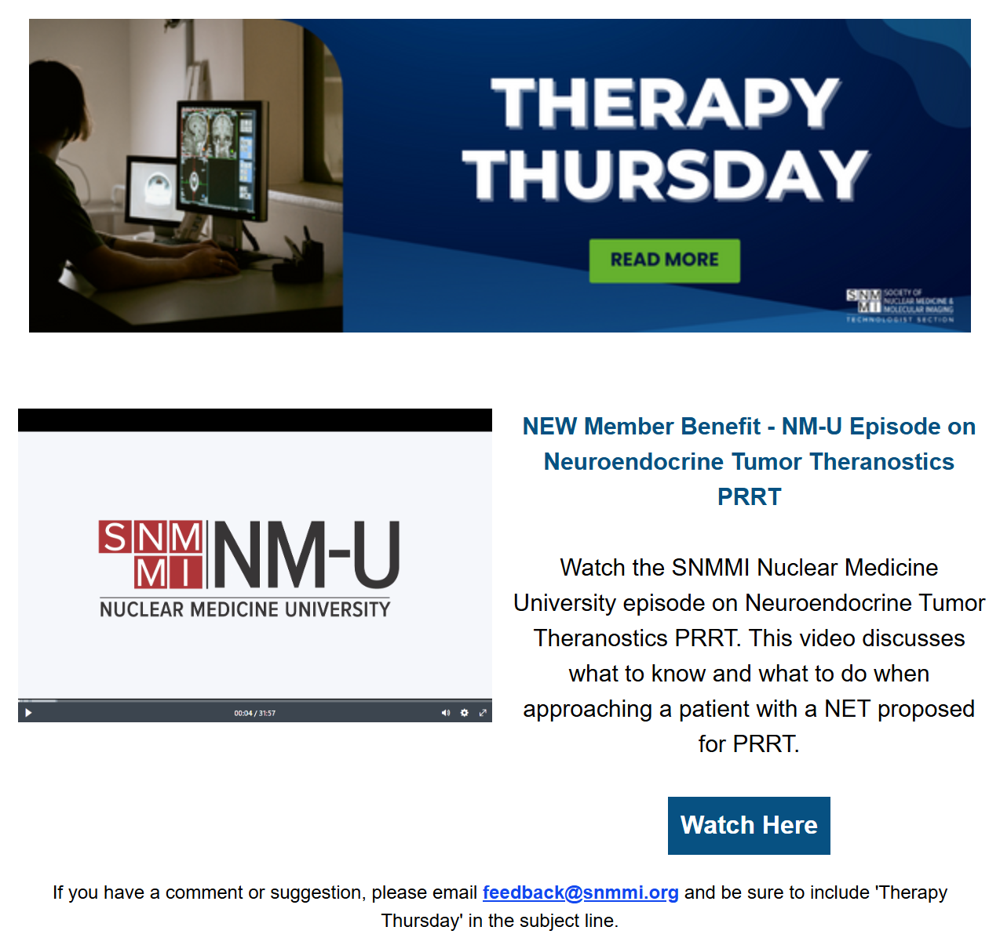 THERAPY
THURSDAY
READ MORE
SNM
MI
SOCIETY OF
NUCLEAR MEDICINE &
MOLECULAR IMAGING
TECHNOLOGIST SECTION
SNM
MI
NM-U
NUCLEAR MEDICINE UNIVERSITY
00:04 / 31:57
NEW Member Benefit - NM-U Episode on
Neuroendocrine Tumor Theranostics
PRRT
Watch the SNMMI Nuclear Medicine
University episode on Neuroendocrine Tumor
Theranostics PRRT. This video discusses
what to know and what to do when
approaching a patient with a NET proposed
for PRRT.
Watch Here
If you have a comment or suggestion, please email feedback@snmmi.org and be sure to include 'Therapy
Thursday' in the subject line.